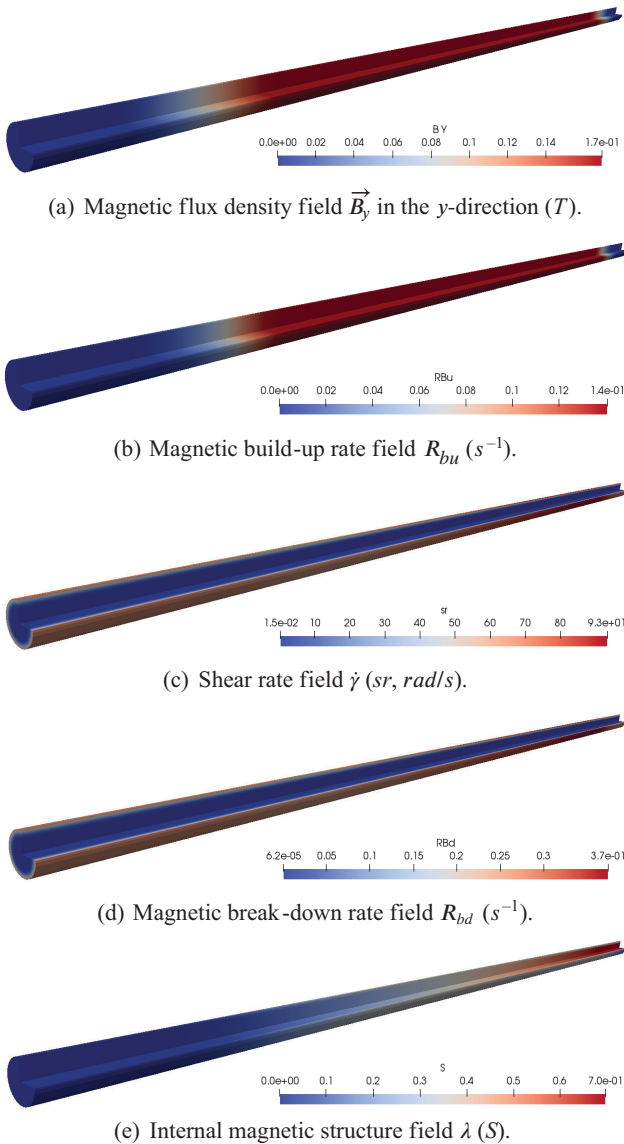 B Y
0.0e+00 0.02 0.04 0.06 0.08 0.1 0.12 0.14 1.7e-01
(a) Magnetic flux density field $\overrightarrow{B_y}$ in the y-direction (T).
RBu
0.0e+00 0.02 0.04 0.06 0.08 0.1 0.12 1.4e-01
(b) Magnetic build-up rate field $R_{bu}$ ($s^{-1}$).
sr
1.5e-02 10 20 30 40 50 60 70 80 9.3e+01
(c) Shear rate field $\dot{\gamma}$ (sr, rad/s).
RBd
6.2e-05 0.05 0.1 0.15 0.2 0.25 0.3 3.7e-01
(d) Magnetic break-down rate field $R_{bd}$ ($s^{-1}$).
S
0.0e+00 0.1 0.2 0.3 0.4 0.5 0.6 7.0e-01
(e) Internal magnetic structure field λ (S).